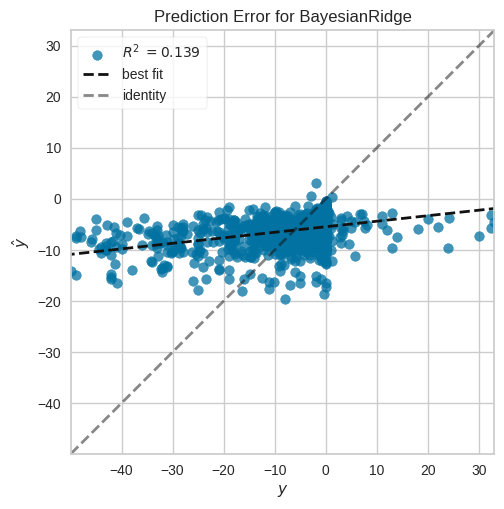 Prediction Error for BayesianRidge
R² = 0.139
best fit
identity
30
20
10
0
−10
−20
−30
−40
ŷ
−40 −30 −20 −10 0 10 20 30
y